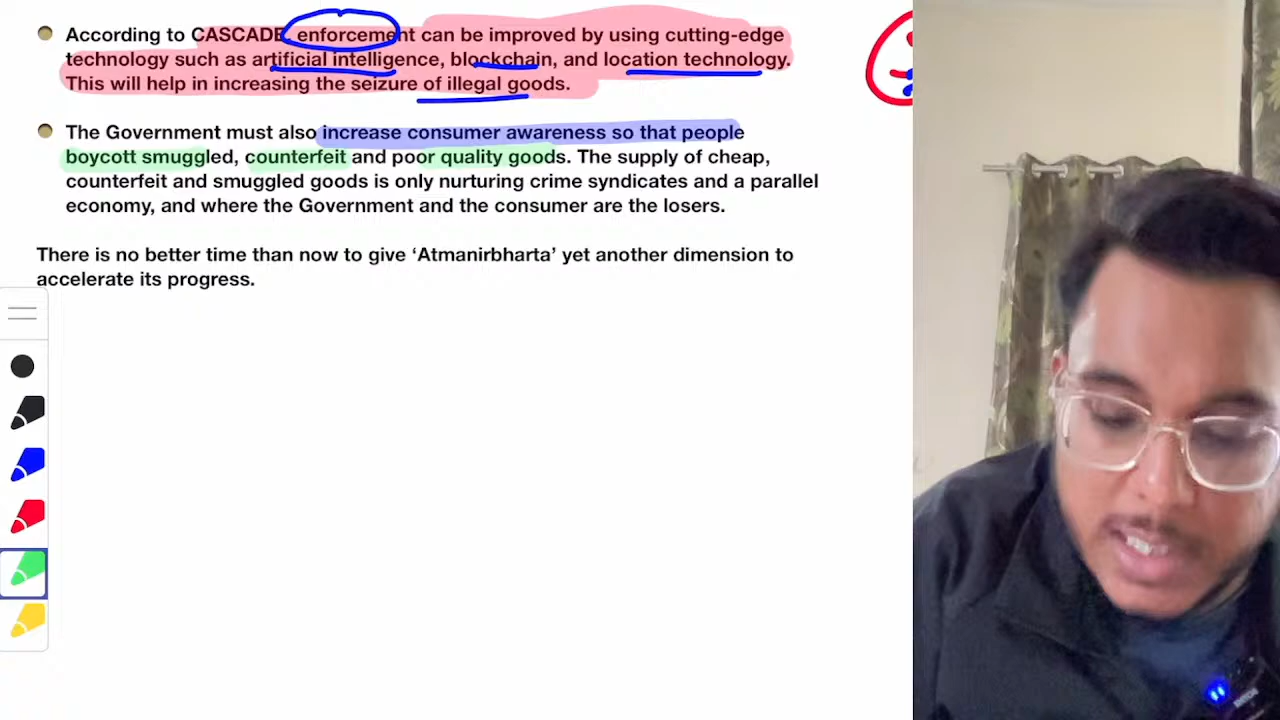 According to CASCADE, enforcement can be improved by using cutting-edge
technology such as artificial intelligence, blockchain, and location technology.
This will help in increasing the seizure of illegal goods.
The Government must also increase consumer awareness so that people
boycott smuggled, counterfeit and poor quality goods. The supply of cheap,
counterfeit and smuggled goods is only nurturing crime syndicates and a parallel
economy, and where the Government and the consumer are the losers.
There is no better time than now to give ‘Atmanirbharta’ yet another dimension to
accelerate its progress.